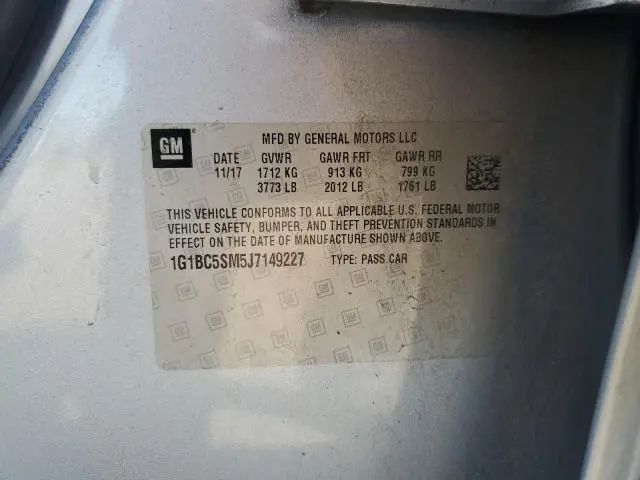 GM
MFD BY GENERAL MOTORS LLC
DATE GVWR GAWR FRT GAWR RR
11/17 1712 KG 913 KG 799 KG
3773 LB 2012 LB 1761 LB
THIS VEHICLE CONFORMS TO ALL APPLICABLE U.S. FEDERAL MOTOR
VEHICLE SAFETY, BUMPER, AND THEFT PREVENTION STANDARDS IN
EFFECT ON THE DATE OF MANUFACTURE SHOWN ABOVE.
1G1BC5SM5J7149227 TYPE: PASS CAR